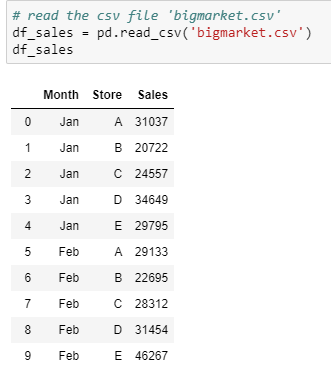 # read the csv file 'bigmarket.csv'
df_sales = pd.read_csv('bigmarket.csv')
df_sales
Month Store Sales
0 Jan A 31037
1 Jan B 20722
2 Jan C 24557
3 Jan D 34649
4 Jan E 29795
5 Feb A 29133
6 Feb B 22695
7 Feb C 28312
8 Feb D 31454
9 Feb E 46267